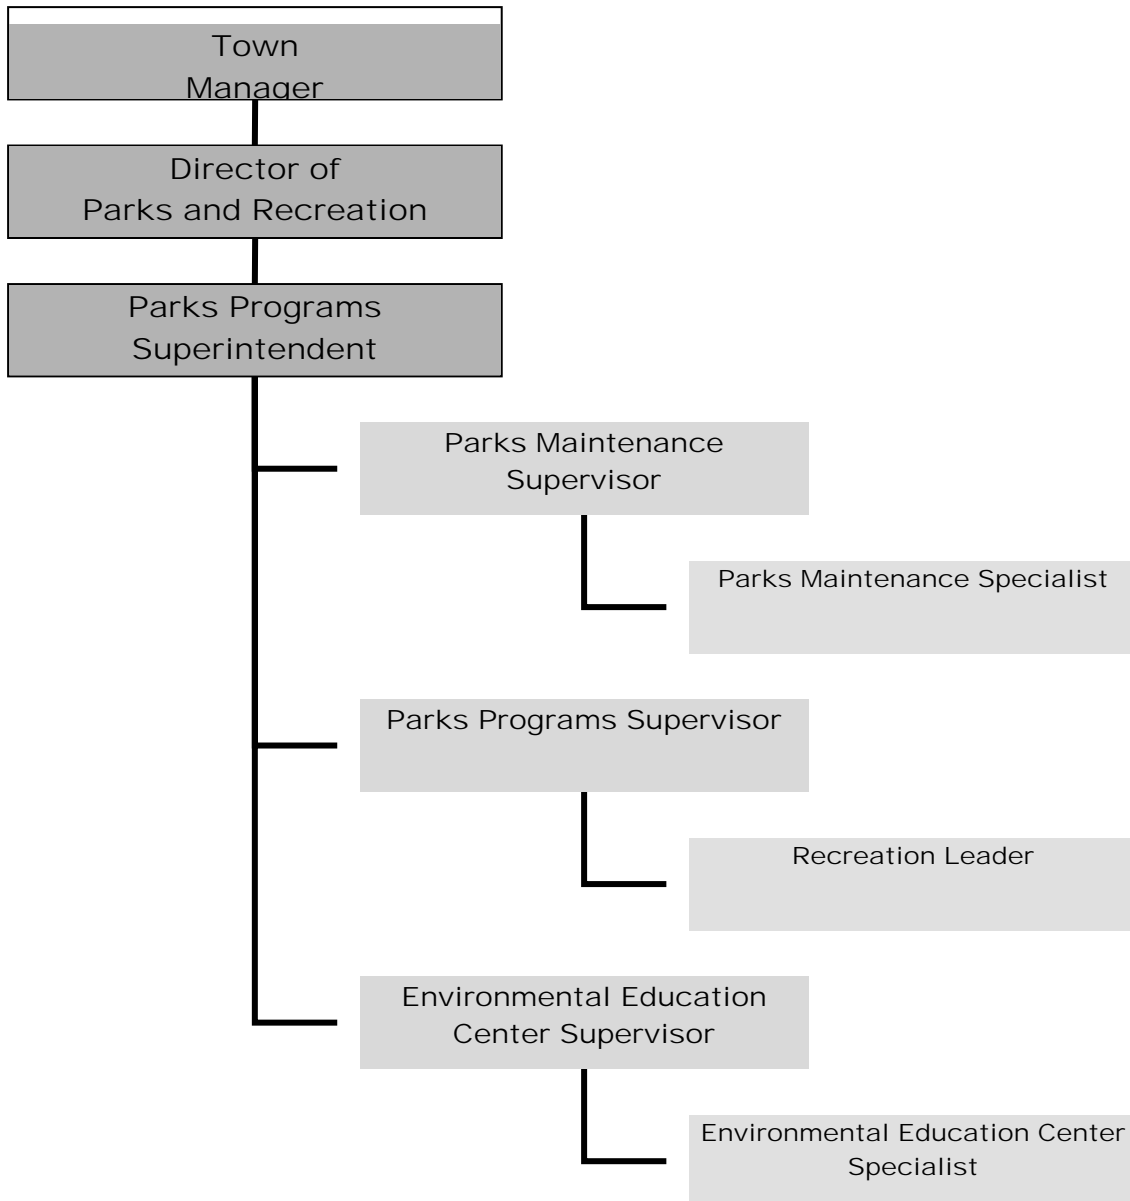 Town
Manager
Director of
Parks and Recreation
Parks Programs
Superintendent
Parks Maintenance
Supervisor
Parks Maintenance Specialist
Parks Programs Supervisor
Recreation Leader
Environmental Education
Center Supervisor
Environmental Education Center
Specialist